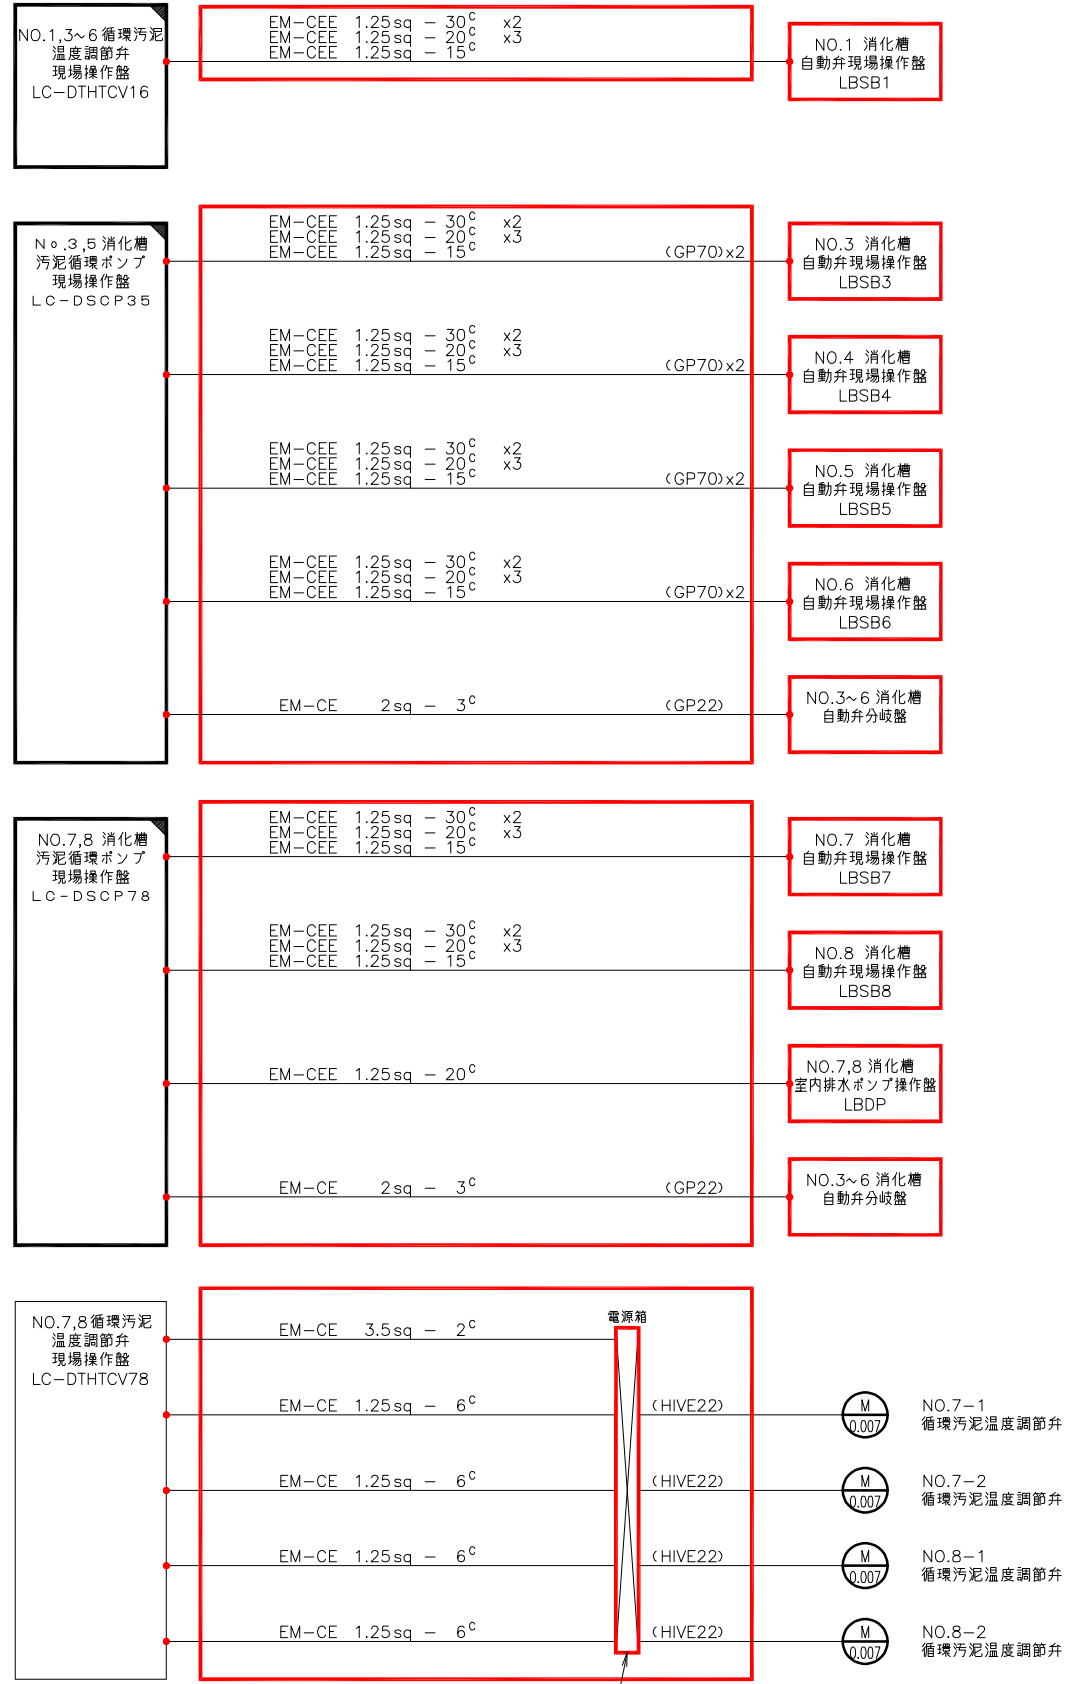 NO.1,3~6循環汚泥
温度調節弁
現場操作盤
LC-DTHTCV16
EM-CEE 1.25sq - 30C x2
EM-CEE 1.25sq - 20C x3
EM-CEE 1.25sq - 15C
NO.1 消化槽
自動弁現場操作盤
LBSB1
No.3,5消化槽
汚泥循環ポンプ
現場操作盤
LC-DSCP35
EM-CEE 1.25sq - 30C x2
EM-CEE 1.25sq - 20C x3
EM-CEE 1.25sq - 15C (GP70)x2
NO.3 消化槽
自動弁現場操作盤
LBSB3
EM-CEE 1.25sq - 30C x2
EM-CEE 1.25sq - 20C x3
EM-CEE 1.25sq - 15C (GP70)x2
NO.4 消化槽
自動弁現場操作盤
LBSB4
EM-CEE 1.25sq - 30C x2
EM-CEE 1.25sq - 20C x3
EM-CEE 1.25sq - 15C (GP70)x2
NO.5 消化槽
自動弁現場操作盤
LBSB5
EM-CEE 1.25sq - 30C x2
EM-CEE 1.25sq - 20C x3
EM-CEE 1.25sq - 15C (GP70)x2
NO.6 消化槽
自動弁現場操作盤
LBSB6
EM-CE 2sq - 3C (GP22)
NO.3~6消化槽
自動弁分岐盤
NO.7,8 消化槽
汚泥循環ポンプ
現場操作盤
LC-DSCP78
EM-CEE 1.25sq - 30C x2
EM-CEE 1.25sq - 20C x3
EM-CEE 1.25sq - 15C
NO.7 消化槽
自動弁現場操作盤
LBSB7
EM-CEE 1.25sq - 30C x2
EM-CEE 1.25sq - 20C x3
EM-CEE 1.25sq - 15C
NO.8 消化槽
自動弁現場操作盤
LBSB8
EM-CEE 1.25sq - 20C
NO.7,8 消化槽
室内排水ポンプ操作盤
LBDP
EM-CE 2sq - 3C (GP22)
NO.3~6消化槽
自動弁分岐盤
NO.7,8循環汚泥
温度調節弁
現場操作盤
LC-DTHTCV78
電源箱
EM-CE 3.5sq - 2C
EM-CE 1.25sq - 6C (HIVE22)
M
0.007
NO.7-1
循環汚泥温度調節弁
EM-CE 1.25sq - 6C (HIVE22)
M
0.007
NO.7-2
循環汚泥温度調節弁
EM-CE 1.25sq - 6C (HIVE22)
M
0.007
NO.8-1
循環汚泥温度調節弁
EM-CE 1.25sq - 6C (HIVE22)
M
0.007
NO.8-2
循環汚泥温度調節弁